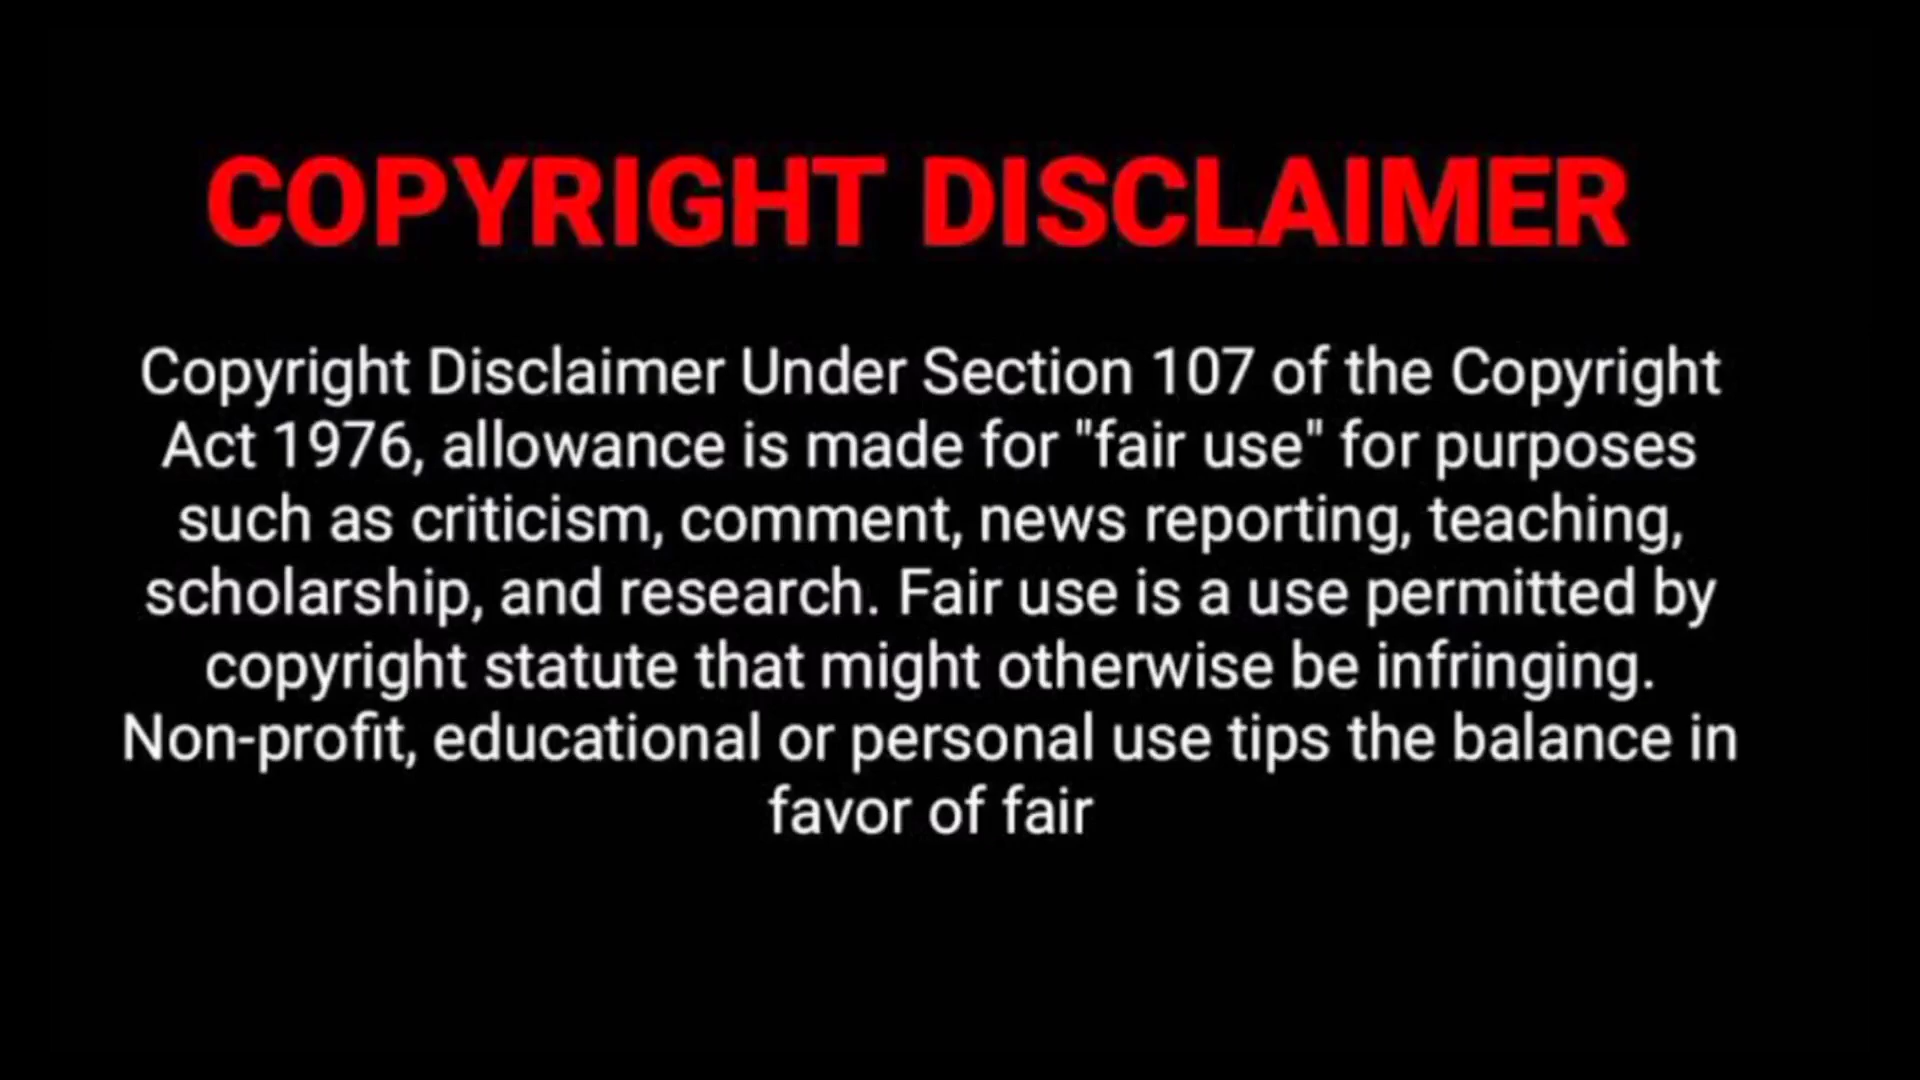 COPYRIGHT DISCLAIMER
Copyright Disclaimer Under Section 107 of the Copyright
Act 1976, allowance is made for "fair use" for purposes
such as criticism, comment, news reporting, teaching,
scholarship, and research. Fair use is a use permitted by
copyright statute that might otherwise be infringing.
Non-profit, educational or personal use tips the balance in
favor of fair